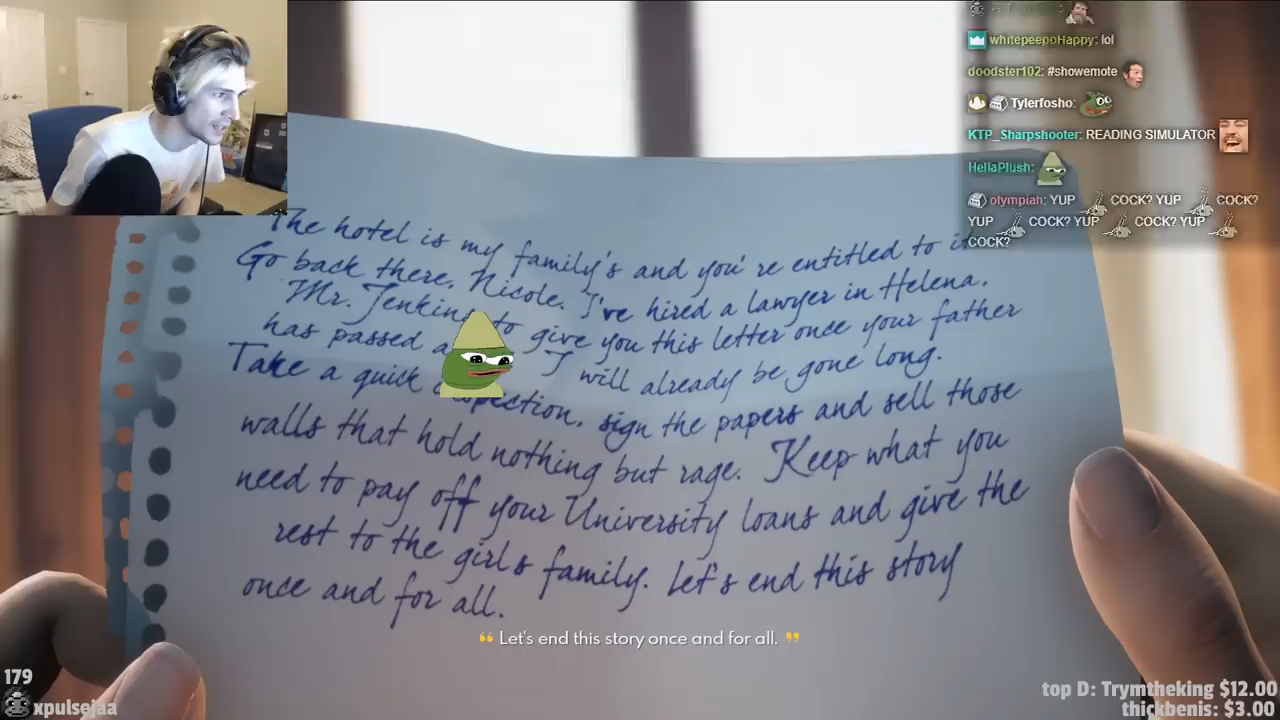 whitepeepoHappy: lol
doodster102: #showemote
Tylerfosho:
KTP_Sharpshooter: READING SIMULATOR
HellaPlush:
olympiah: YUP COCK? YUP COCK?
YUP COCK? YUP COCK? YUP
COCK?
The hotel is my family's and you're entitled to it.
Go back there, Nicole. I've hired a lawyer in Helena,
Mr. Jenkins to give you this letter once your father
has passed I will already be gone long.
Take a quick inspection, sign the papers and sell those
walls that hold nothing but rage. Keep what you
need to pay off your University loans and give the
rest to the girls family. Let's end this story
once and for all.
“ Let's end this story once and for all. ”
179
xpulsejaa
top D: Trymtheking $12.00
thickbenis: $3.00